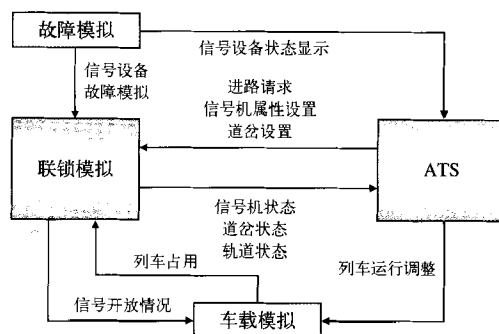 故障模拟
信号设备状态显示
信号设备
故障模拟
进路请求
信号机属性设置
道岔设置
联锁模拟
ATS
信号机状态
道岔状态
轨道状态
列车占用
列车运行调整
信号开放情况
车载模拟